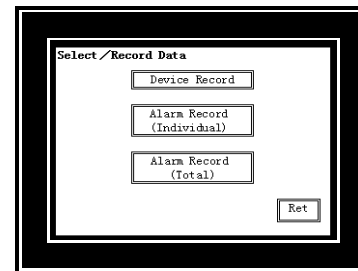 Select／Record Data
Device Record
Alarm Record
(Individual)
Alarm Record
(Total)
Ret